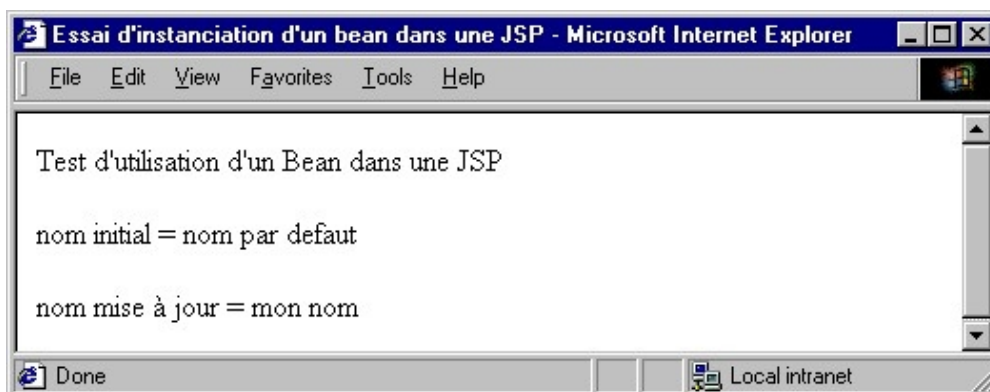 Essai d'instanciation d'un bean dans une JSP - Microsoft Internet Explorer
File Edit View Favorites Tools Help
Test d'utilisation d'un Bean dans une JSP
nom initial = nom par defaut
nom mise à jour = mon nom
Done Local intranet